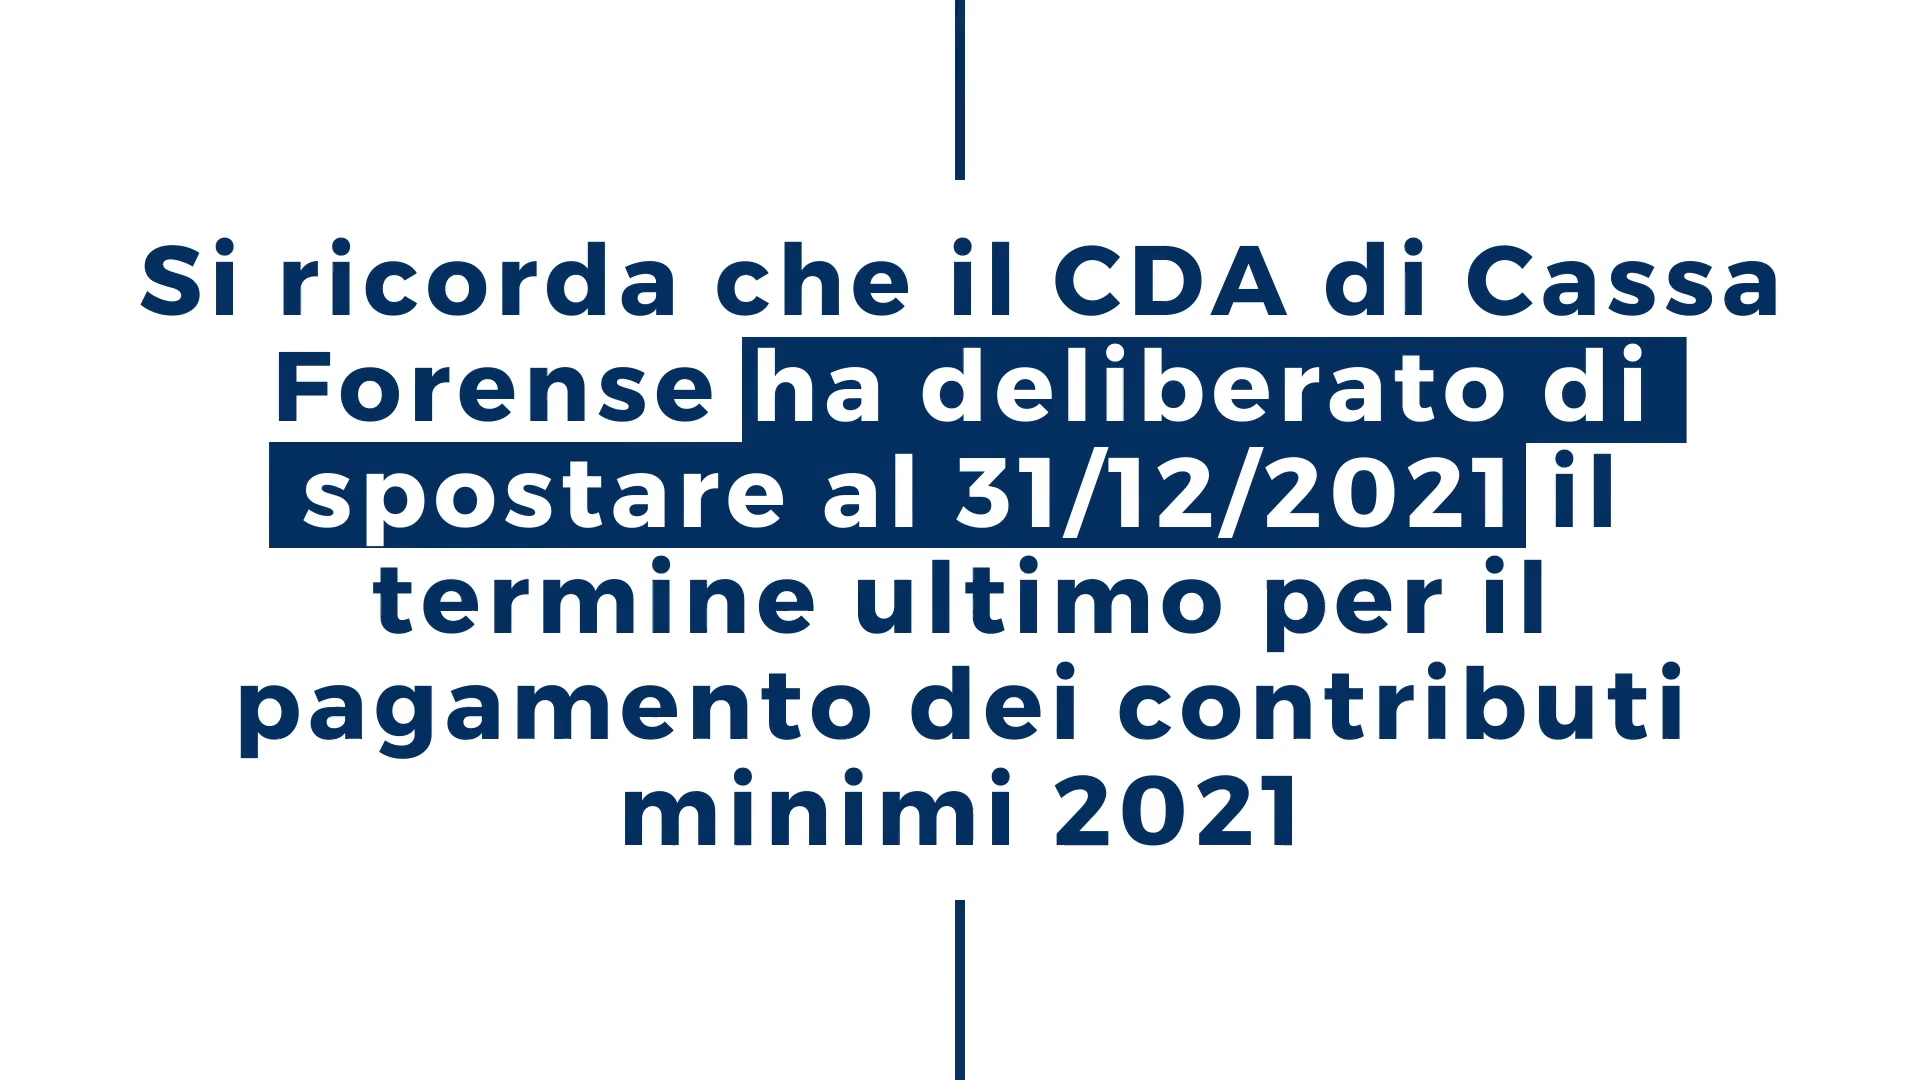 Si ricorda che il CDA di Cassa
Forense ha deliberato di
spostare al 31/12/2021 il
termine ultimo per il
pagamento dei contributi
minimi 2021